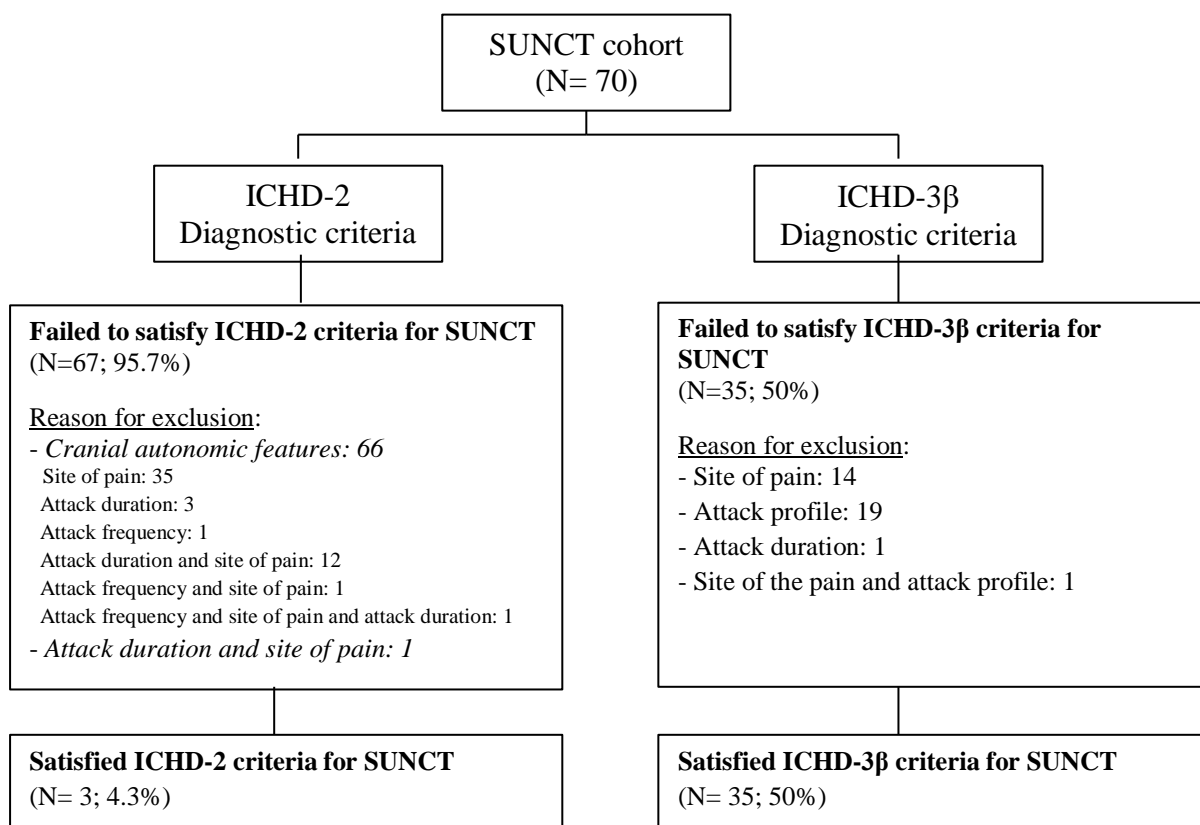 SUNCT cohort
(N= 70)
ICHD-2
Diagnostic criteria
ICHD-3β
Diagnostic criteria
Failed to satisfy ICHD-2 criteria for SUNCT
(N=67; 95.7%)
Reason for exclusion:
- Cranial autonomic features: 66
Site of pain: 35
Attack duration: 3
Attack frequency: 1
Attack duration and site of pain: 12
Attack frequency and site of pain: 1
Attack frequency and site of pain and attack duration: 1
- Attack duration and site of pain: 1
Failed to satisfy ICHD-3β criteria for
SUNCT
(N=35; 50%)
Reason for exclusion:
- Site of pain: 14
- Attack profile: 19
- Attack duration: 1
- Site of the pain and attack profile: 1
Satisfied ICHD-2 criteria for SUNCT
(N= 3; 4.3%)
Satisfied ICHD-3β criteria for SUNCT
(N= 35; 50%)